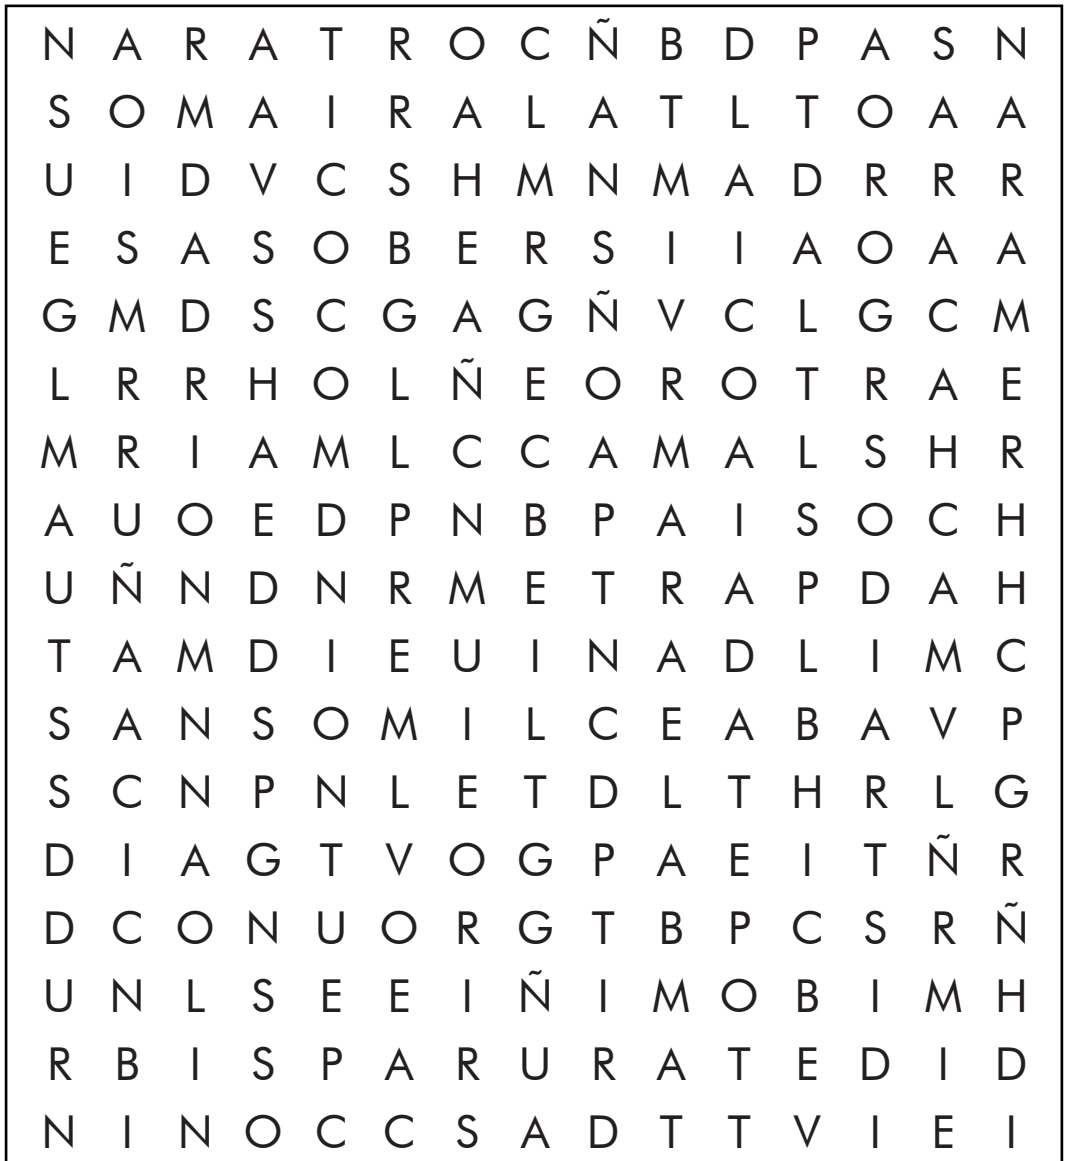 N A R A T R O C Ñ B D P A S N
S O M A I R A L A T L T O A A
U I D V C S H M N M A D R R R
E S A S O B E R S I I A O A A
G M D S C G A G Ñ V C L G C M
L R R H O L Ñ E O R O T R A E
M R I A M L C C A M A L S H R
A U O E D P N B P A I S O C H
U Ñ N D N R M E T R A P D A H
T A M D I E U I N A D L I M C
S A N S O M I L C E A B A V P
S C N P N L E T D L T H R L G
D I A G T V O G P A E I T Ñ R
D C O N U O R G T B P C S R Ñ
U N L S E E I Ñ I M O B I M H
R B I S P A R U R A T E D I D
N I N O C C S A D T T V I E I